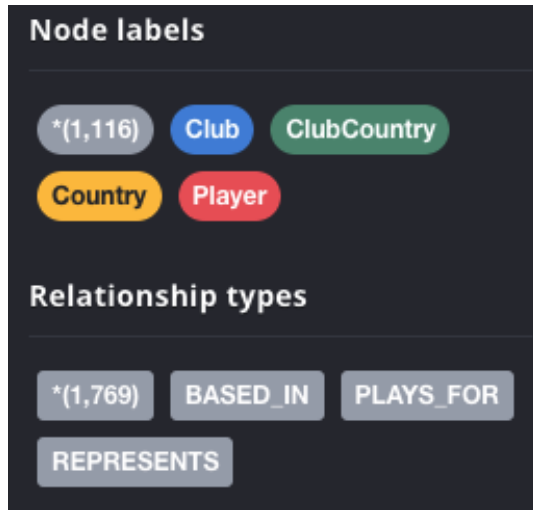 Node labels
*(1,116) Club ClubCountry
Country Player
Relationship types
*(1,769) BASED_IN PLAYS_FOR
REPRESENTS